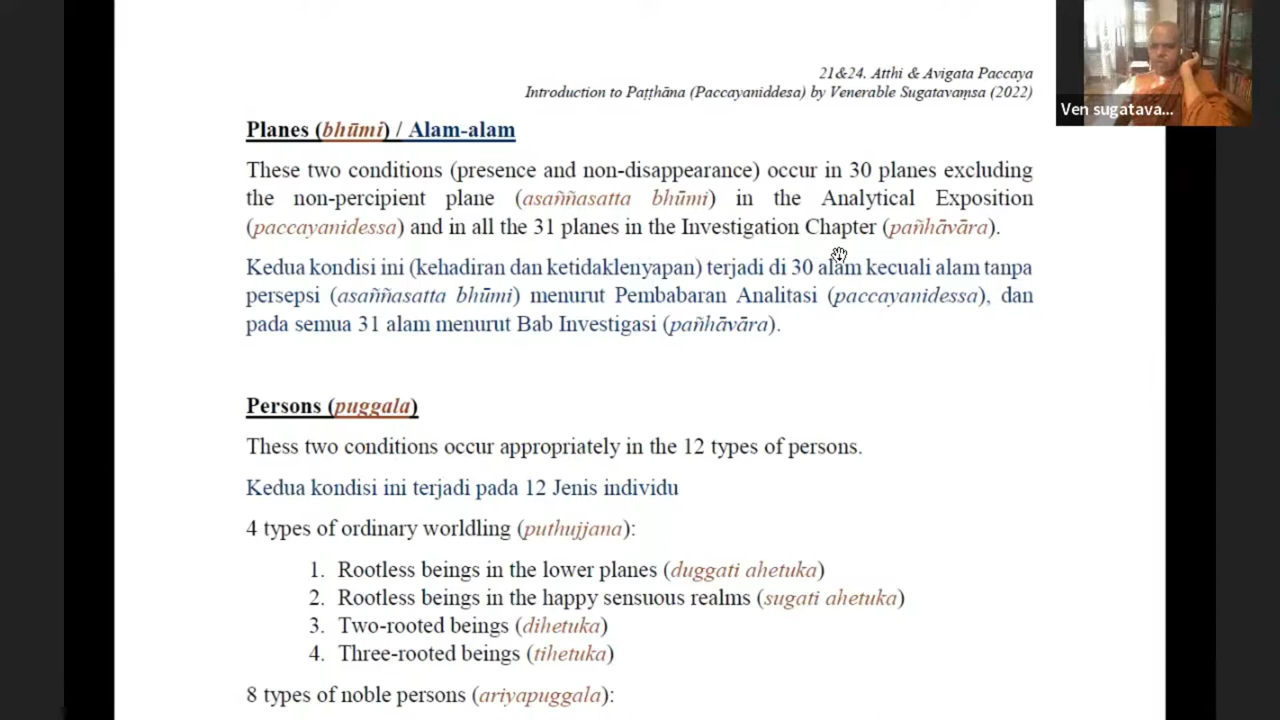 21&24. Atthi & Avigata Paccaya
Introduction to Paṭṭhāna (Paccayaniddesa) by Venerable Sugatavaṃsa (2022)
Ven sugatava...
Planes (bhūmi) / Alam-alam
These two conditions (presence and non-disappearance) occur in 30 planes excluding
the non-percipient plane (asaññasatta bhūmi) in the Analytical Exposition
(paccayanidessa) and in all the 31 planes in the Investigation Chapter (pañhāvāra).
Kedua kondisi ini (kehadiran dan ketidaklenyapan) terjadi di 30 alam kecuali alam tanpa
persepsi (asaññasatta bhūmi) menurut Pembabaran Analitasi (paccayanidessa), dan
pada semua 31 alam menurut Bab Investigasi (pañhāvāra).
Persons (puggala)
Thess two conditions occur appropriately in the 12 types of persons.
Kedua kondisi ini terjadi pada 12 Jenis individu
4 types of ordinary worldling (puthujjana):
1. Rootless beings in the lower planes (duggati ahetuka)
2. Rootless beings in the happy sensuous realms (sugati ahetuka)
3. Two-rooted beings (dihetuka)
4. Three-rooted beings (tihetuka)
8 types of noble persons (ariyapuggala):